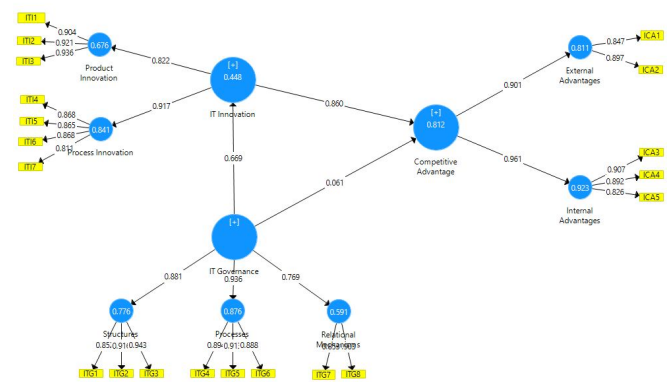 ITI1
0.904
ITI2
0.921
0.676
ITI3
0.936
Product
Innovation
0.822
[+]
0.448
IT Innovation
ITI4
0.868
ITI5
0.865
0.917
ITI6
0.868
0.841
ITI7
Process Innovation
0.669
0.860
[+]
0.812
Competitive
Advantage
0.061
0.901
0.811
External
Advantages
0.847
ICA1
0.897
ICA2
0.961
0.923
Internal
Advantages
0.907
ICA3
0.892
ICA4
0.826
ICA5
[+]
IT Governance
0.881
0.936
0.769
0.776
Structures
0.943
ITG1
ITG2
ITG3
0.876
Processes
0.888
ITG4
ITG5
ITG6
0.591
Relational
ITG7
ITG8